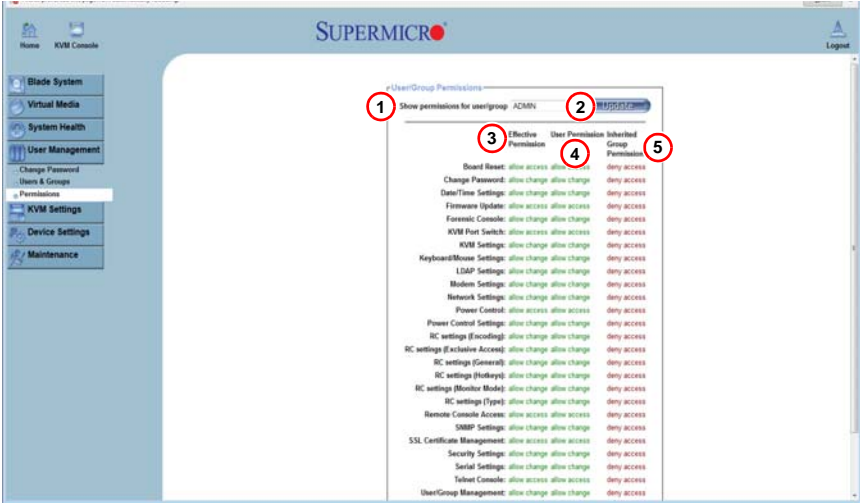 Home KVM Console
SUPERMICRO
Logout
Blade System
Virtual Media
System Health
User Management
Change Password
Users & Groups
Permissions
KVM Settings
Device Settings
Maintenance
User/Group Permissions
1 Show permissions for user/group ADMIN 2 Update
3 Effective Permission User Permission 4 Inherited Group Permission 5
Board Reset: allow access allow access deny access
Change Password: allow change allow change deny access
Date/Time Settings: allow change allow change deny access
Firmware Update: allow access allow access deny access
Forensic Console: allow change allow change deny access
KVM Port Switch: allow access allow access deny access
KVM Settings: allow change allow change deny access
Keyboard/Mouse Settings: allow change allow change deny access
LDAP Settings: allow change allow change deny access
Modem Settings: allow change allow change deny access
Network Settings: allow change allow change deny access
Power Control: allow access allow access deny access
Power Control Settings: allow change allow change deny access
RC settings (Encoding): allow change allow change deny access
RC settings (Exclusive Access): allow change allow change deny access
RC settings (General): allow change allow change deny access
RC settings (Hotkeys): allow change allow change deny access
RC settings (Monitor Mode): allow change allow change deny access
RC settings (Type): allow change allow change deny access
Remote Console Access: allow access allow access deny access
SNMP Settings: allow change allow change deny access
SSL Certificate Management: allow access allow access deny access
Security Settings: allow change allow change deny access
Serial Settings: allow change allow change deny access
Telnet Console: allow access allow access deny access
User/Group Management: allow change allow change deny access